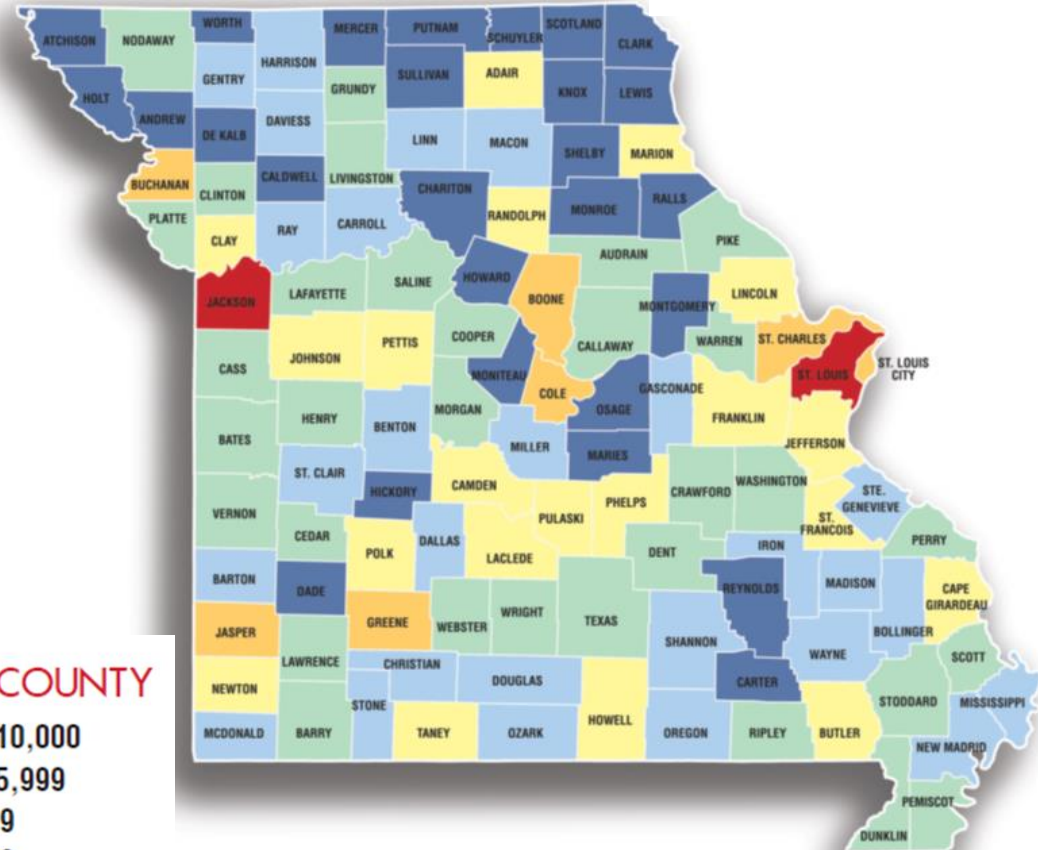 ATCHISON
NODAWAY
WORTH
HARRISON
MERCER
PUTNAM
SCHUYLER
SCOTLAND
CLARK
GENTRY
SULLIVAN
ADAIR
HOLT
GRUNDY
KNOX
LEWIS
ANDREW
DE KALB
DAVIESS
LINN
MACON
SHELBY
MARION
BUCHANAN
CLINTON
CALDWELL
LIVINGSTON
CHARITON
RANDOLPH
MONROE
RALLS
PLATTE
CLAY
RAY
CARROLL
AUDRAIN
PIKE
JACKSON
LAFAYETTE
SALINE
HOWARD
BOONE
MONTGOMERY
LINCOLN
COOPER
CALLAWAY
WARREN
ST. CHARLES
CASS
JOHNSON
PETTIS
MONITEAU
COLE
OSAGE
GASCONADE
ST. LOUIS
ST. LOUIS
CITY
HENRY
BENTON
MORGAN
MILLER
MARIES
FRANKLIN
JEFFERSON
BATES
ST. CLAIR
HICKORY
CAMDEN
PULASKI
PHELPS
CRAWFORD
WASHINGTON
STE.
GENEVIEVE
ST.
FRANCOIS
VERNON
CEDAR
POLK
DALLAS
LACLEDE
DENT
IRON
PERRY
BARTON
DADE
REYNOLDS
MADISON
CAPE
GIRARDEAU
JASPER
GREENE
WEBSTER
WRIGHT
TEXAS
SHANNON
BOLLINGER
LAWRENCE
CHRISTIAN
DOUGLAS
WAYNE
SCOTT
NEWTON
STONE
CARTER
STODDARD
MISSISSIPPI
MCDONALD
BARRY
TANEY
OZARK
HOWELL
OREGON
RIPLEY
BUTLER
NEW MADRID
PEMISCOT
DUNKLIN
COUNTY
10,000
5,999
9